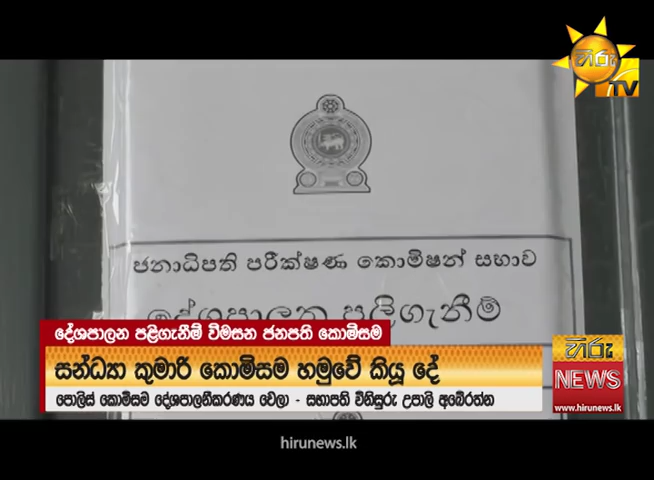 හිරු
TV
ජනාධිපති පරීක්ෂණ කොමිෂන් සභාව
දේශපාලන පලිගැනීම්
දේශපාලන පළිගැනීම් විමසන ජනපති කොමිසම
සන්ධ්‍යා කුමාරි කොමිසම හමුවේ කියූ දේ
පොලිස් කොමිසම දේශපාලනීකරණය වෙලා - සභාපති විනිසුරු උපාලි අබේරත්න
හිරු
NEWS
www.hirunews.lk
hirunews.lk